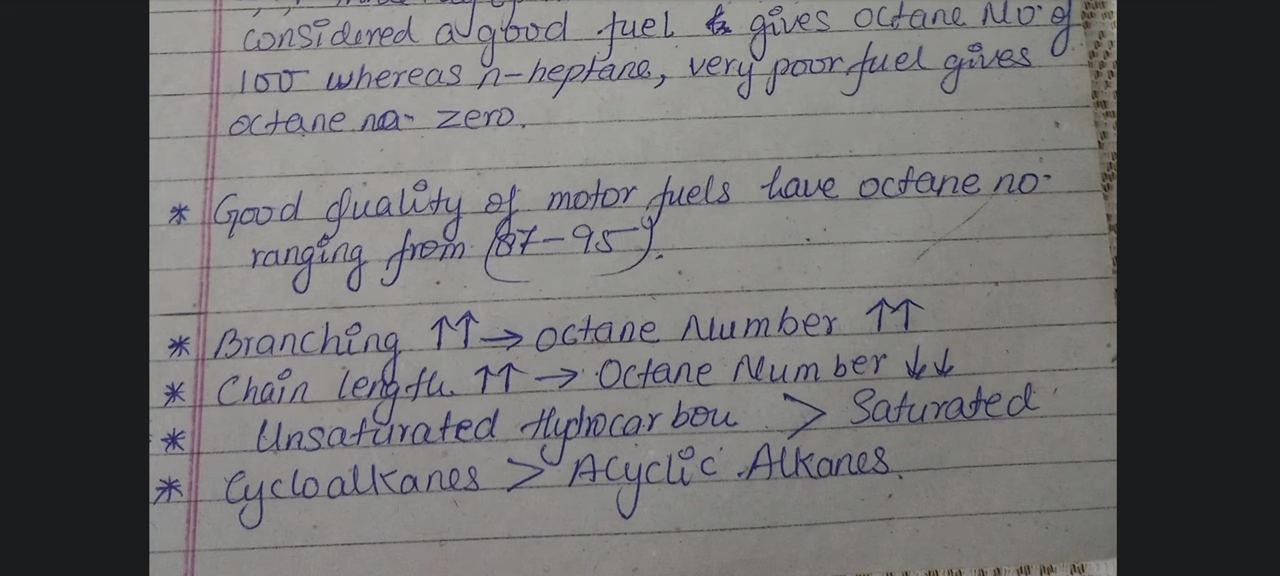 considered a good fuel & gives octane No. of
100 whereas n-heptane, very poor fuel gives
octane no. zero.
* Good quality of motor fuels have octane no.
ranging from (87-95).
* Branching ↑↑ → octane Number ↑↑
* Chain length ↑↑ → Octane Number ↓↓
* Unsaturated Hydrocarbon > Saturated
* Cycloalkanes > Acyclic Alkanes.